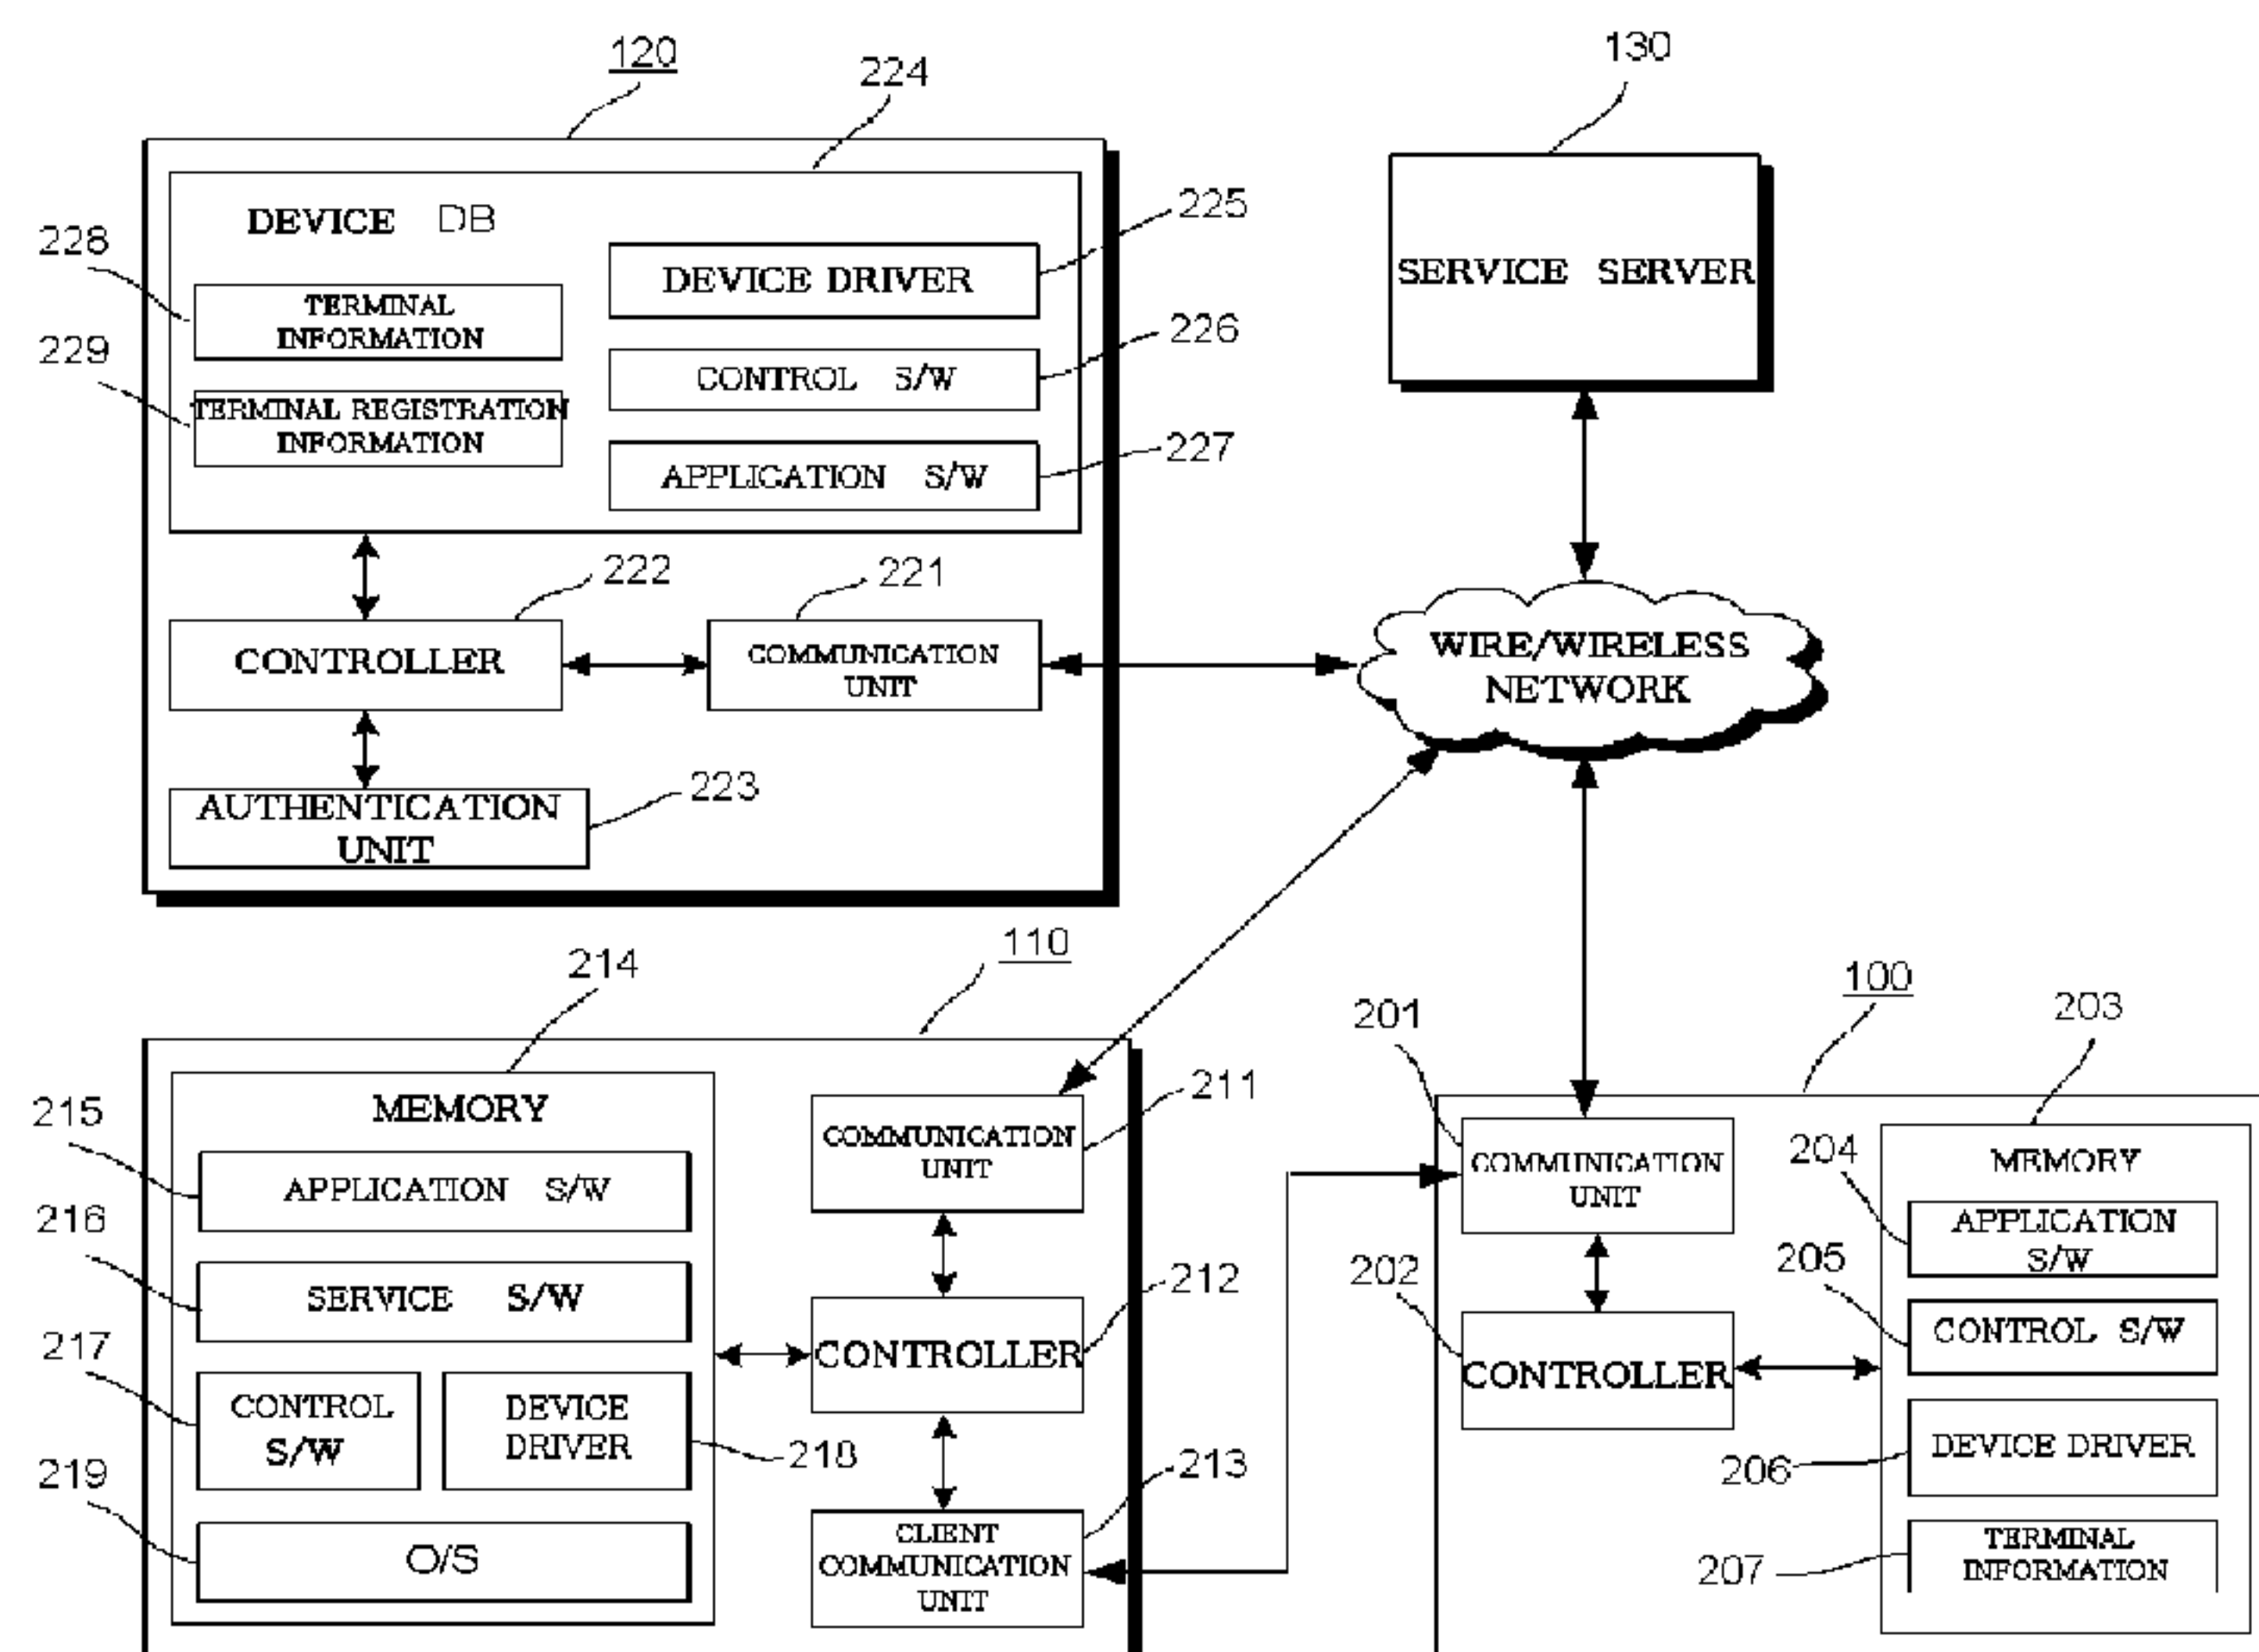 120
224
130
DEVICE DB
225
228
DEVICE DRIVER
SERVICE SERVER
TERMINAL
INFORMATION
226
229
CONTROL S/W
TERMINAL REGISTRATION
INFORMATION
227
APPLICATION S/W
222
221
CONTROLLER
COMMUNICATION
UNIT
WIRE/WIRELESS
NETWORK
223
AUTHENTICATION
UNIT
110
214
100
203
201
211
215
MEMORY
COMMUNICATION
UNIT
APPLICATION S/W
204
COMMUNICATION
UNIT
MEMORY
216
APPLICATION
S/W
SERVICE S/W
212
202
205
217
CONTROLLER
CONTROLLER
CONTROL S/W
CONTROL
S/W
DEVICE
DRIVER
218
206
DEVICE DRIVER
219
213
O/S
CLIENT
COMMUNICATION
UNIT
207
TERMINAL
INFORMATION